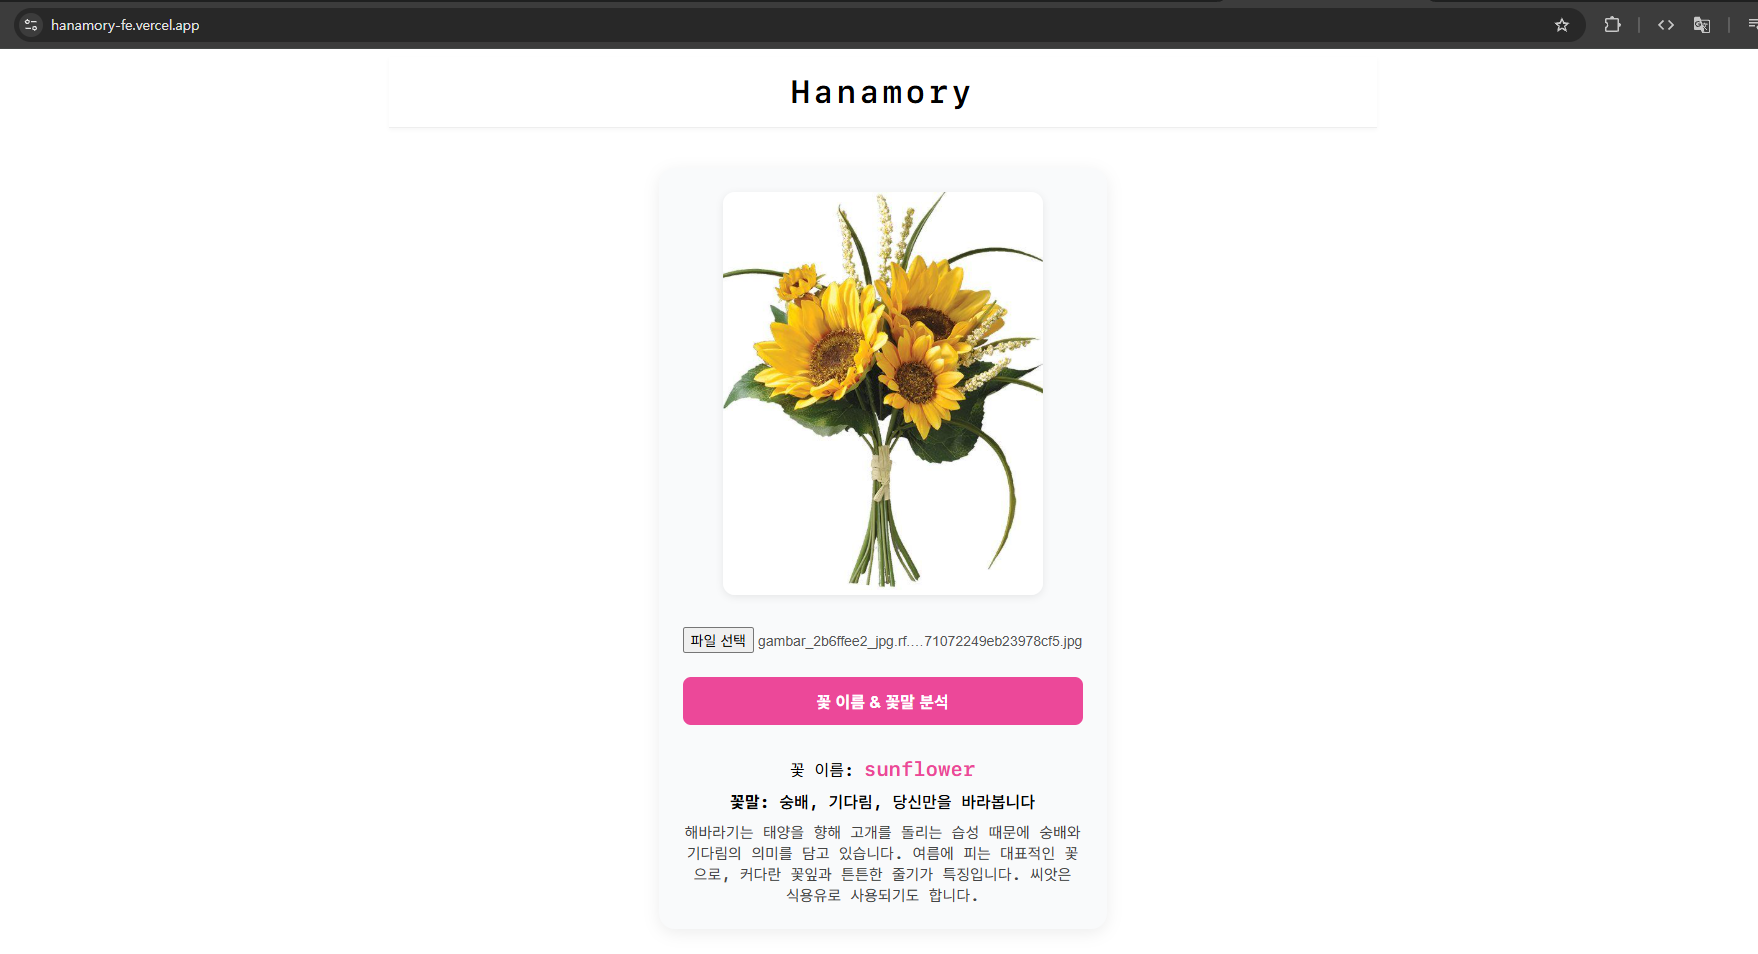 hanamory-fe.vercel.app
Hanamory
파일 선택 gambar_2b6ffee2_jpg.rf....71072249eb23978cf5.jpg
꽃 이름 & 꽃말 분석
꽃 이름: sunflower
꽃말: 숭배, 기다림, 당신만을 바라봅니다
해바라기는 태양을 향해 고개를 돌리는 습성 때문에 숭배와
기다림의 의미를 담고 있습니다. 여름에 피는 대표적인 꽃
으로, 커다란 꽃잎과 튼튼한 줄기가 특징입니다. 씨앗은
식용유로 사용되기도 합니다.